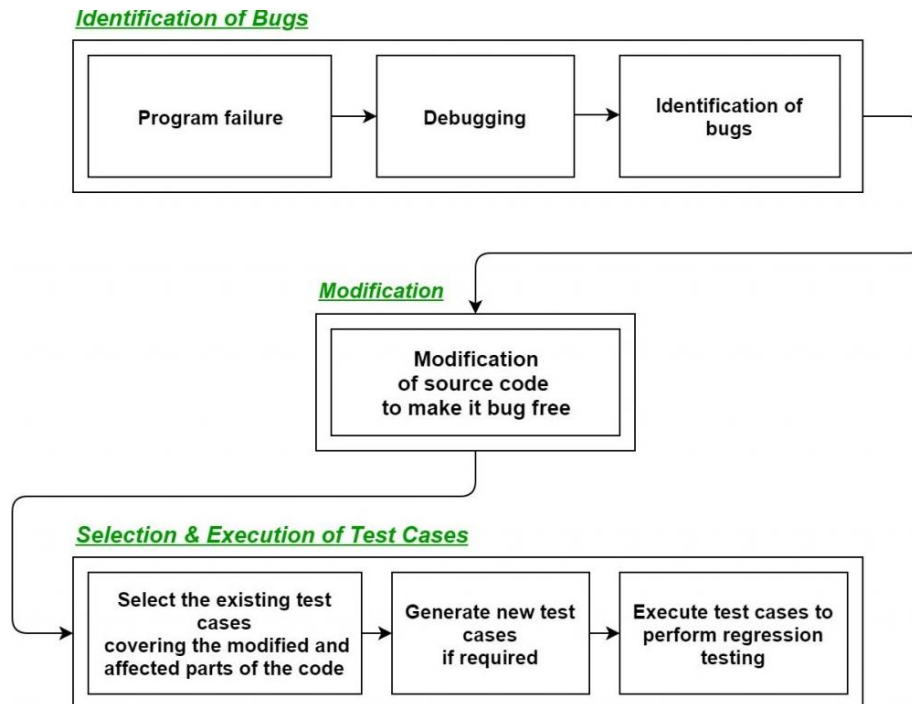 Identification of Bugs
Program failure
Debugging
Identification of
bugs
Modification
Modification
of source code
to make it bug free
Selection & Execution of Test Cases
Select the existing test
cases
covering the modified and
affected parts of the code
Generate new test
cases
if required
Execute test cases to
perform regression
testing